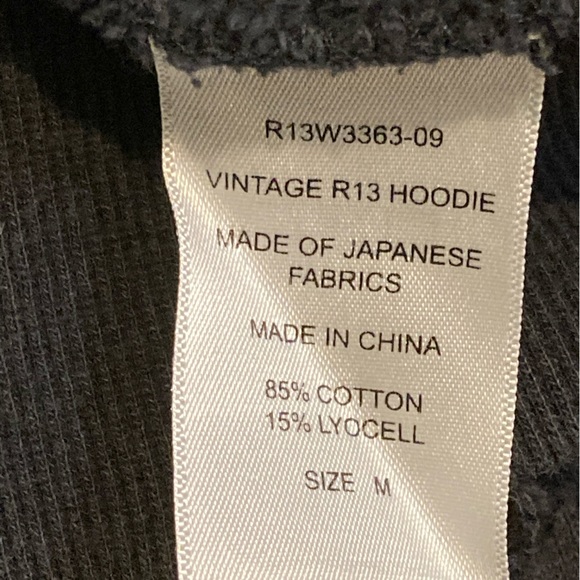 R13W3363-09
VINTAGE R13 HOODIE
MADE OF JAPANESE
FABRICS
MADE IN CHINA
85% COTTON
15% LYOCELL
SIZE M